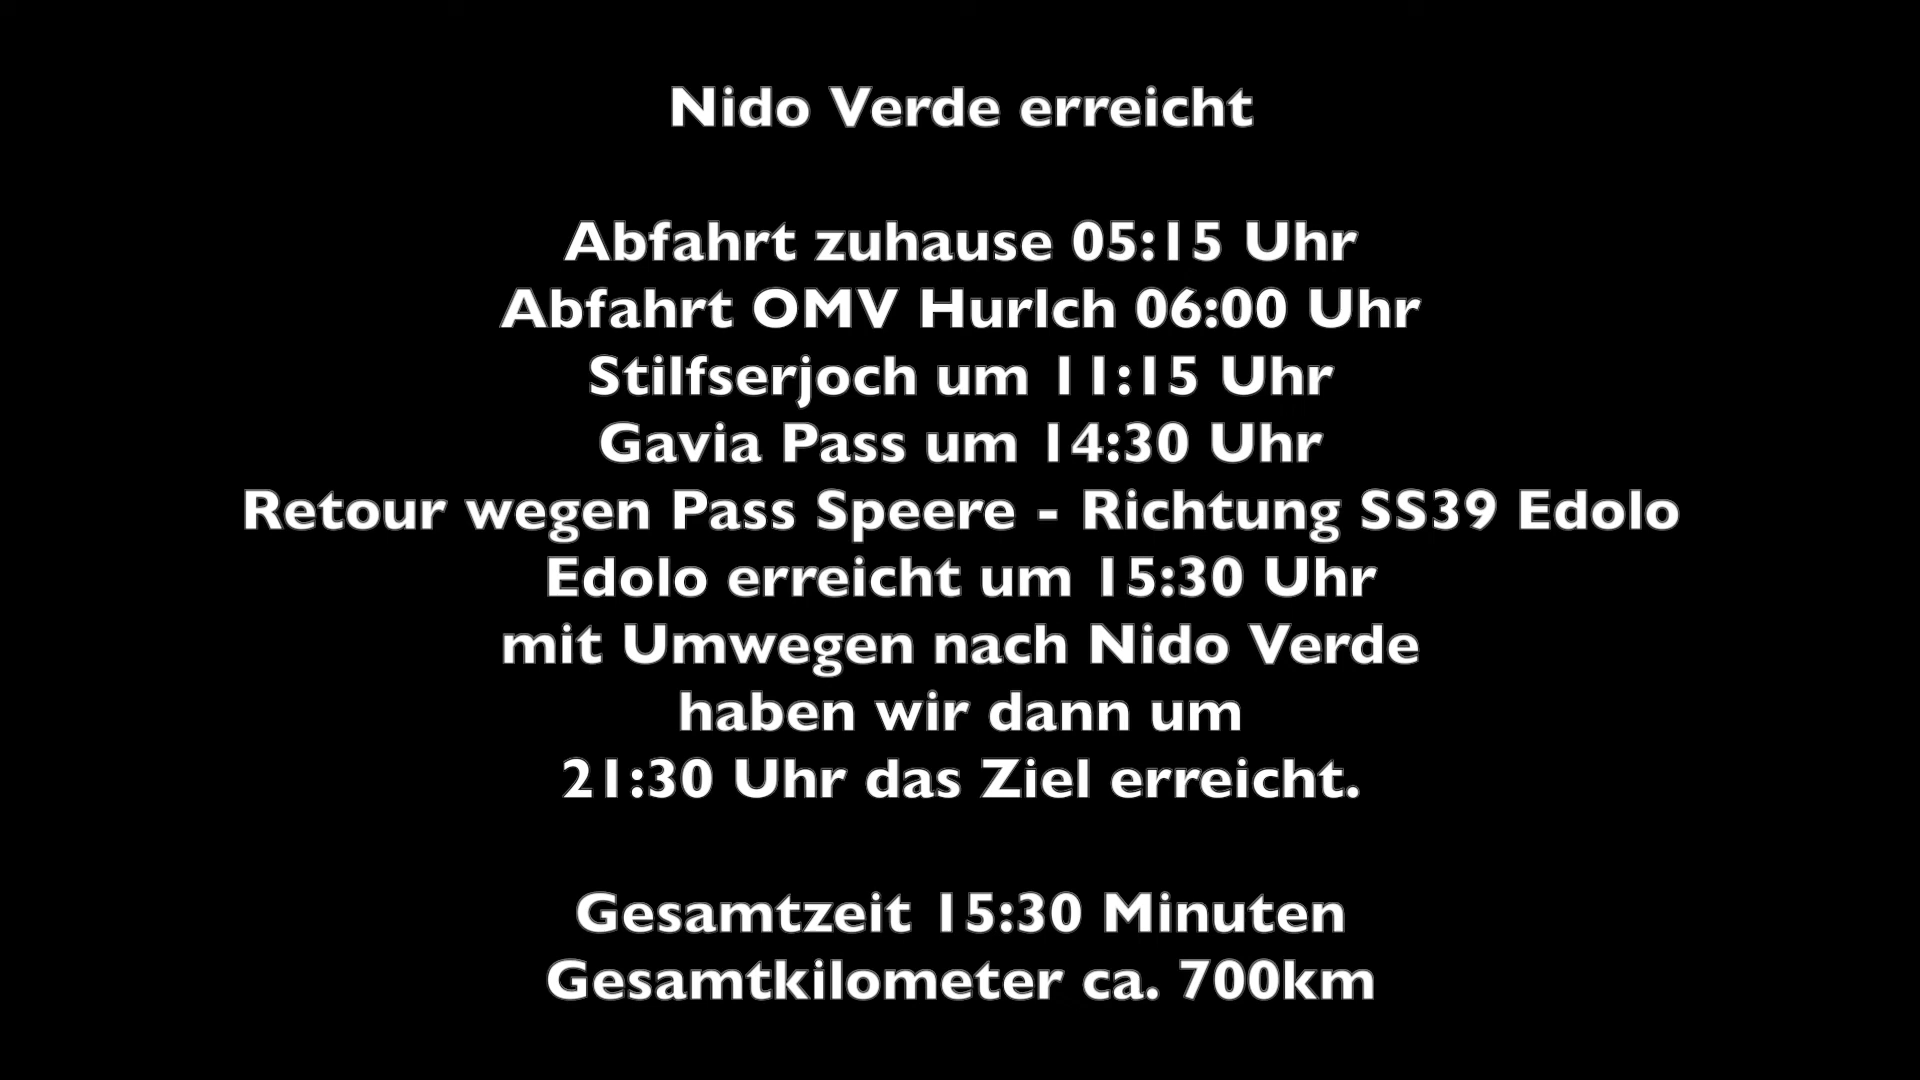 Nido Verde erreicht
Abfahrt zuhause 05:15 Uhr
Abfahrt OMV Hurlch 06:00 Uhr
Stilfserjoch um 11:15 Uhr
Gavia Pass um 14:30 Uhr
Retour wegen Pass Speere - Richtung SS39 Edolo
Edolo erreicht um 15:30 Uhr
mit Umwegen nach Nido Verde
haben wir dann um
21:30 Uhr das Ziel erreicht.
Gesamtzeit 15:30 Minuten
Gesamtkilometer ca. 700km